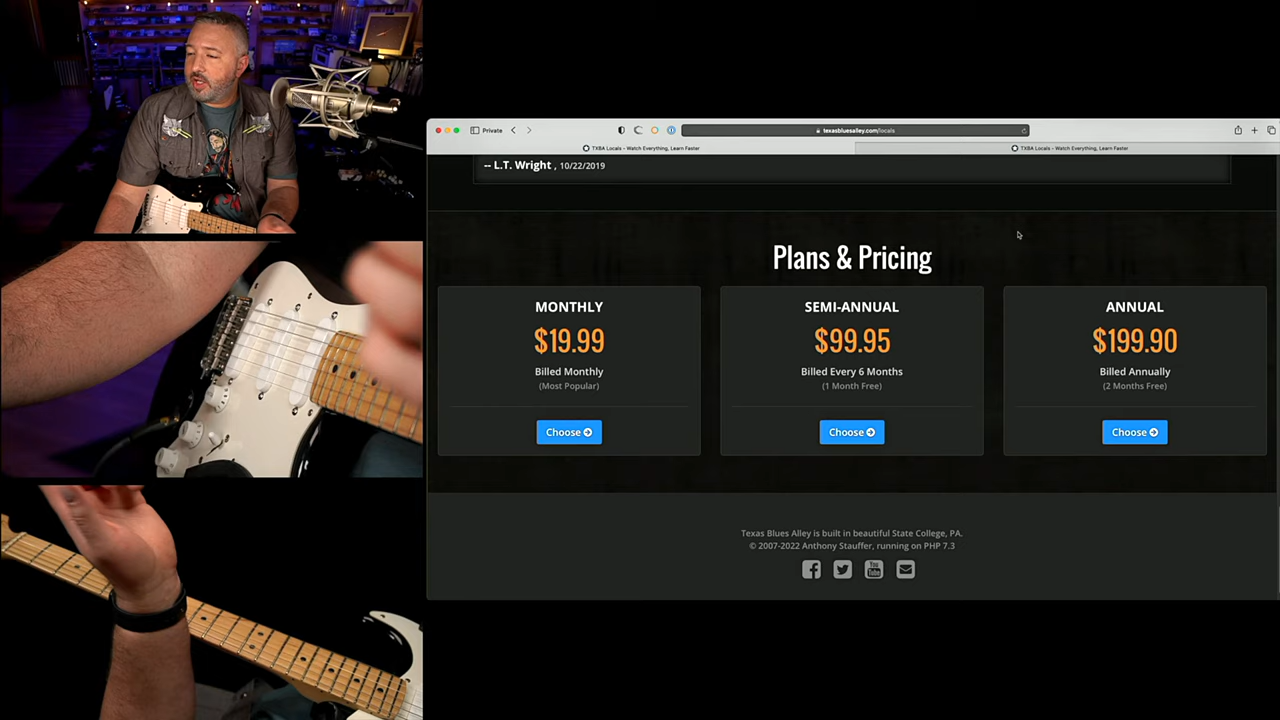 Private
texasbluesalley.com/locals
TXBA Locals - Watch Everything, Learn Faster
TXBA Locals - Watch Everything, Learn Faster
-- L.T. Wright , 10/22/2019
Plans & Pricing
MONTHLY
$19.99
Billed Monthly
(Most Popular)
Choose
SEMI-ANNUAL
$99.95
Billed Every 6 Months
(1 Month Free)
Choose
ANNUAL
$199.90
Billed Annually
(2 Months Free)
Choose
Texas Blues Alley is built in beautiful State College, PA.
© 2007-2022 Anthony Stauffer, running on PHP 7.3
You
Tube